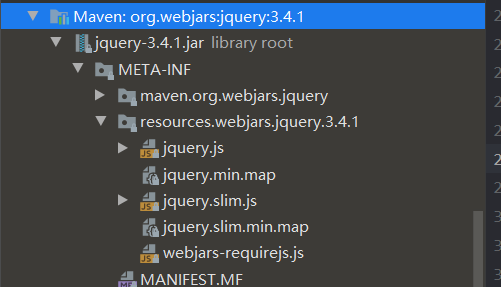 Maven: org.webjars:jquery:3.4.1
jquery-3.4.1.jar library root
META-INF
maven.org.webjars.jquery
resources.webjars.jquery.3.4.1
jquery.js
jquery.min.map
jquery.slim.js
jquery.slim.min.map
webjars-requirejs.js
MANIFEST.MF